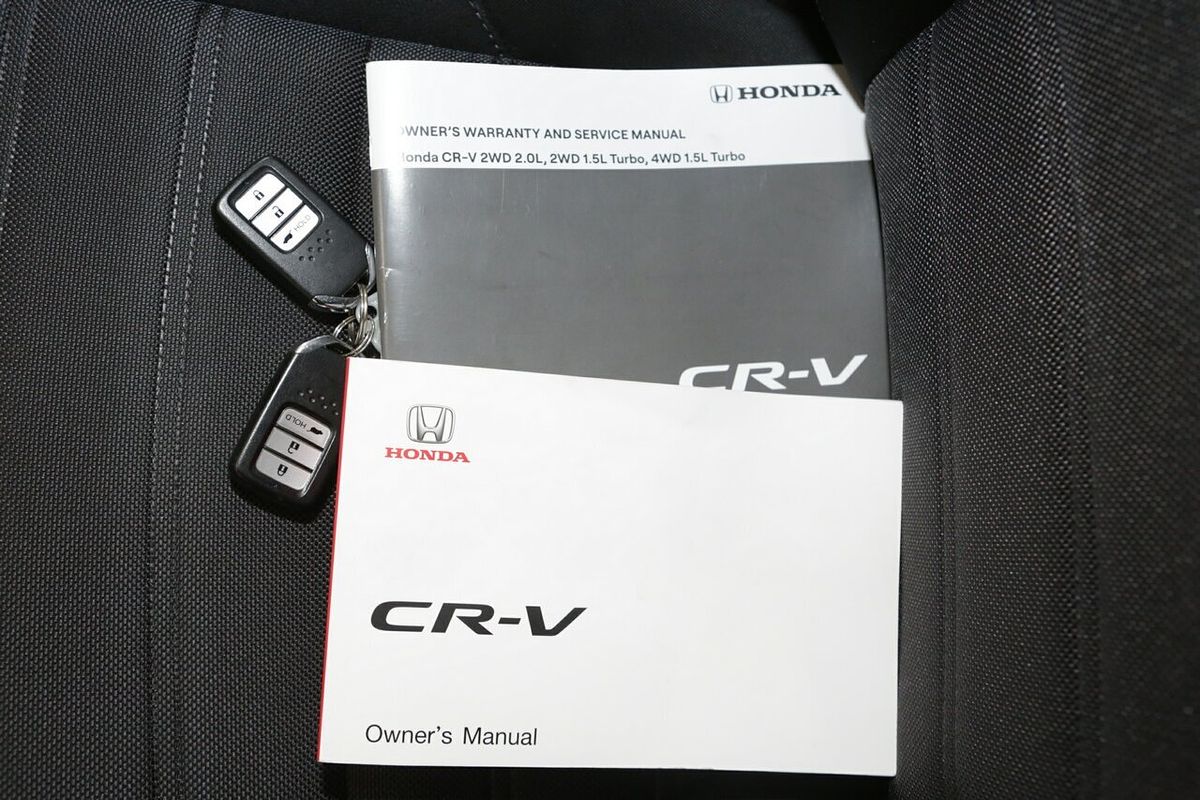 HONDA
OWNER'S WARRANTY AND SERVICE MANUAL
Honda CR-V 2WD 2.0L, 2WD 1.5L Turbo, 4WD 1.5L Turbo
CR-V
HOLD
HOLD
HONDA
CR-V
Owner's Manual